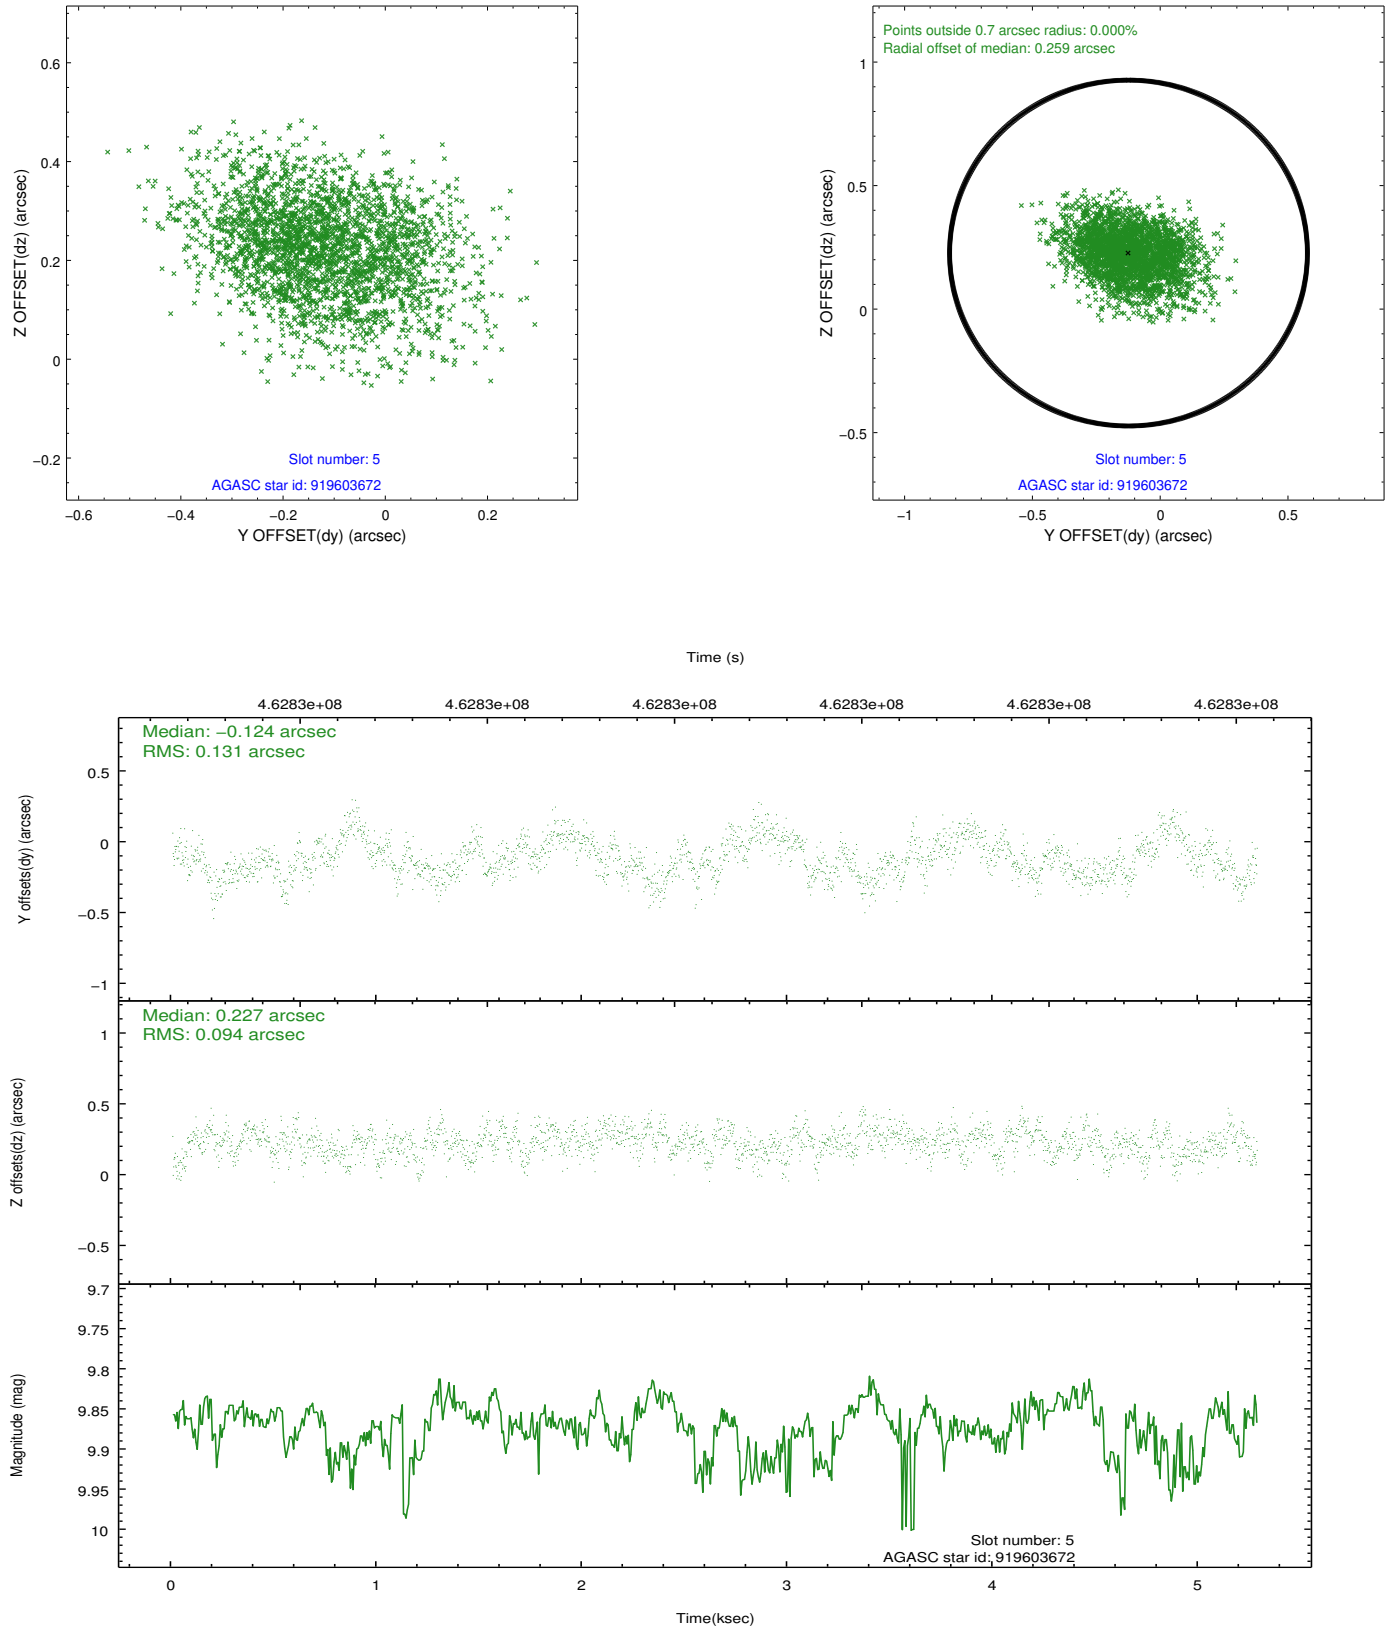 0.6
0.4
0.2
0
−0.2
Z OFFSET(dz) (arcsec)
Slot number: 5
AGASC star id: 919603672
−0.6 −0.4 −0.2 0 0.2
Y OFFSET(dy) (arcsec)
Points outside 0.7 arcsec radius: 0.000%
Radial offset of median: 0.259 arcsec
1
0.5
0
−0.5
Z OFFSET(dz) (arcsec)
Slot number: 5
AGASC star id: 919603672
−1 −0.5 0 0.5
Y OFFSET(dy) (arcsec)
Time (s)
4.6283e+08 4.6283e+08 4.6283e+08 4.6283e+08 4.6283e+08 4.6283e+08
Median: −0.124 arcsec
RMS: 0.131 arcsec
0.5
0
−0.5
−1
Y offsets(dy) (arcsec)
Median: 0.227 arcsec
RMS: 0.094 arcsec
1
0.5
0
−0.5
Z offsets(dz) (arcsec)
9.7
9.75
9.8
9.85
9.9
9.95
10
Magnitude (mag)
Slot number: 5
AGASC star id: 919603672
0 1 2 3 4 5
Time(ksec)